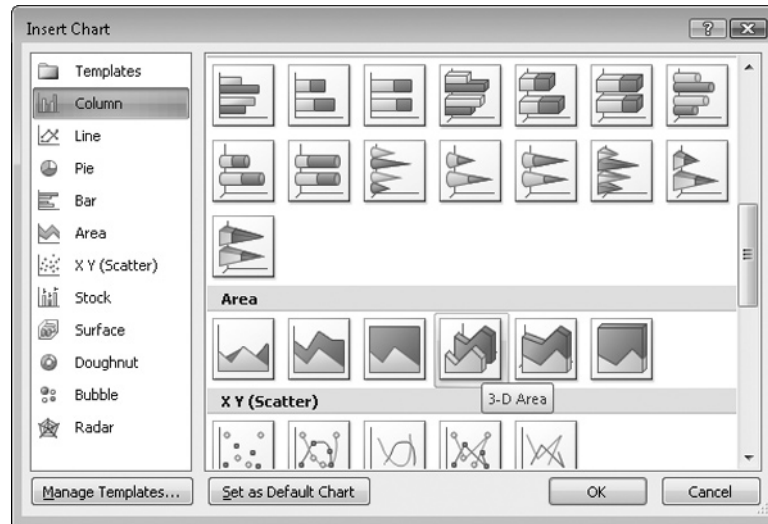 Insert Chart
Templates
Column
Line
Pie
Bar
Area
X Y (Scatter)
Stock
Surface
Doughnut
Bubble
Radar
Area
3-D Area
X Y (Scatter)
Manage Templates...
Set as Default Chart
OK
Cancel